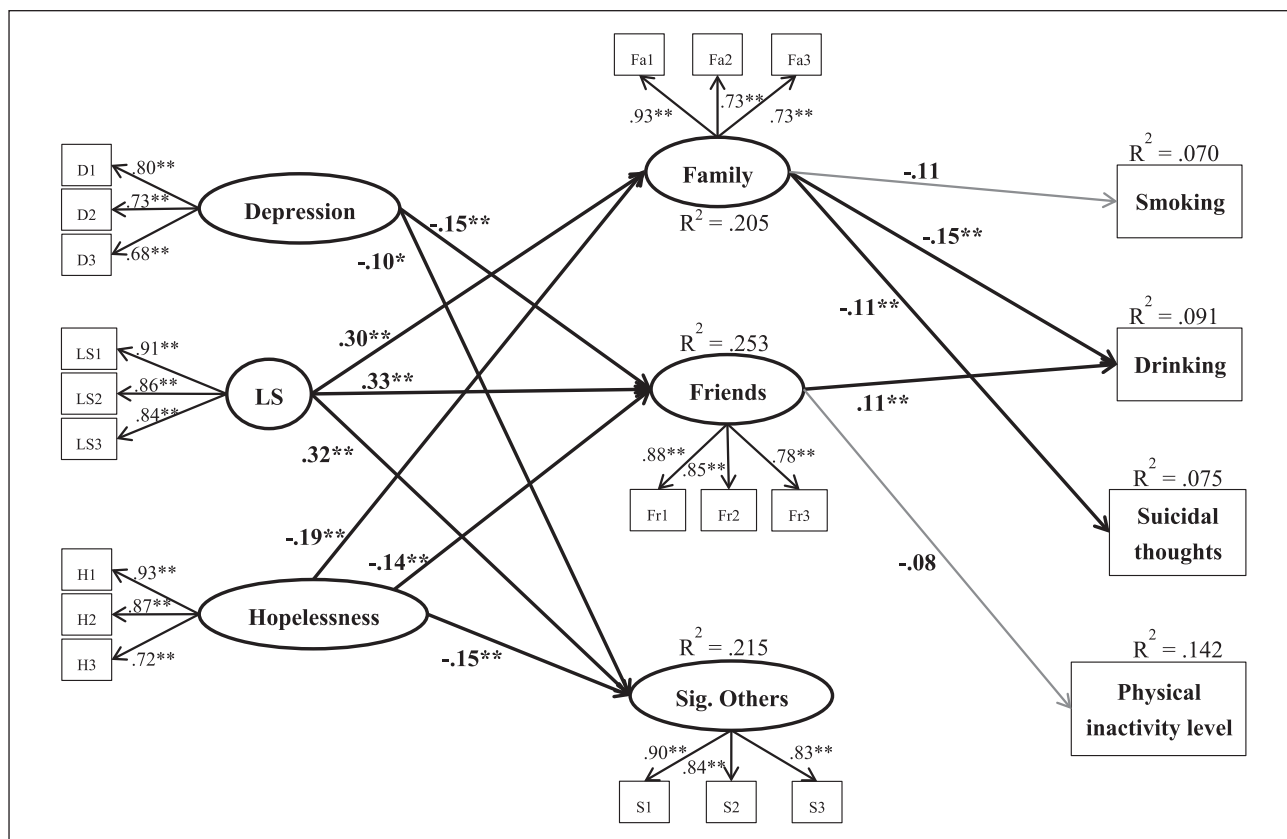 Fa1 Fa2 Fa3
.93** .73** .73**
Family
R² = .205
D1 .80**
D2 .73**
D3 .68**
Depression
-.15**
-.10*
LS1 .91**
LS2 .86**
LS3 .84**
LS
.30**
.33**
.32**
H1 .93**
H2 .87**
H3 .72**
Hopelessness
-.19**
-.14**
-.15**
R² = .253
Friends
.88** .85** .78**
Fr1 Fr2 Fr3
R² = .215
Sig. Others
.90** .84** .83**
S1 S2 S3
-.11
-.15**
-.11**
.11**
-.08
R² = .070
Smoking
R² = .091
Drinking
R² = .075
Suicidal
thoughts
R² = .142
Physical
inactivity level